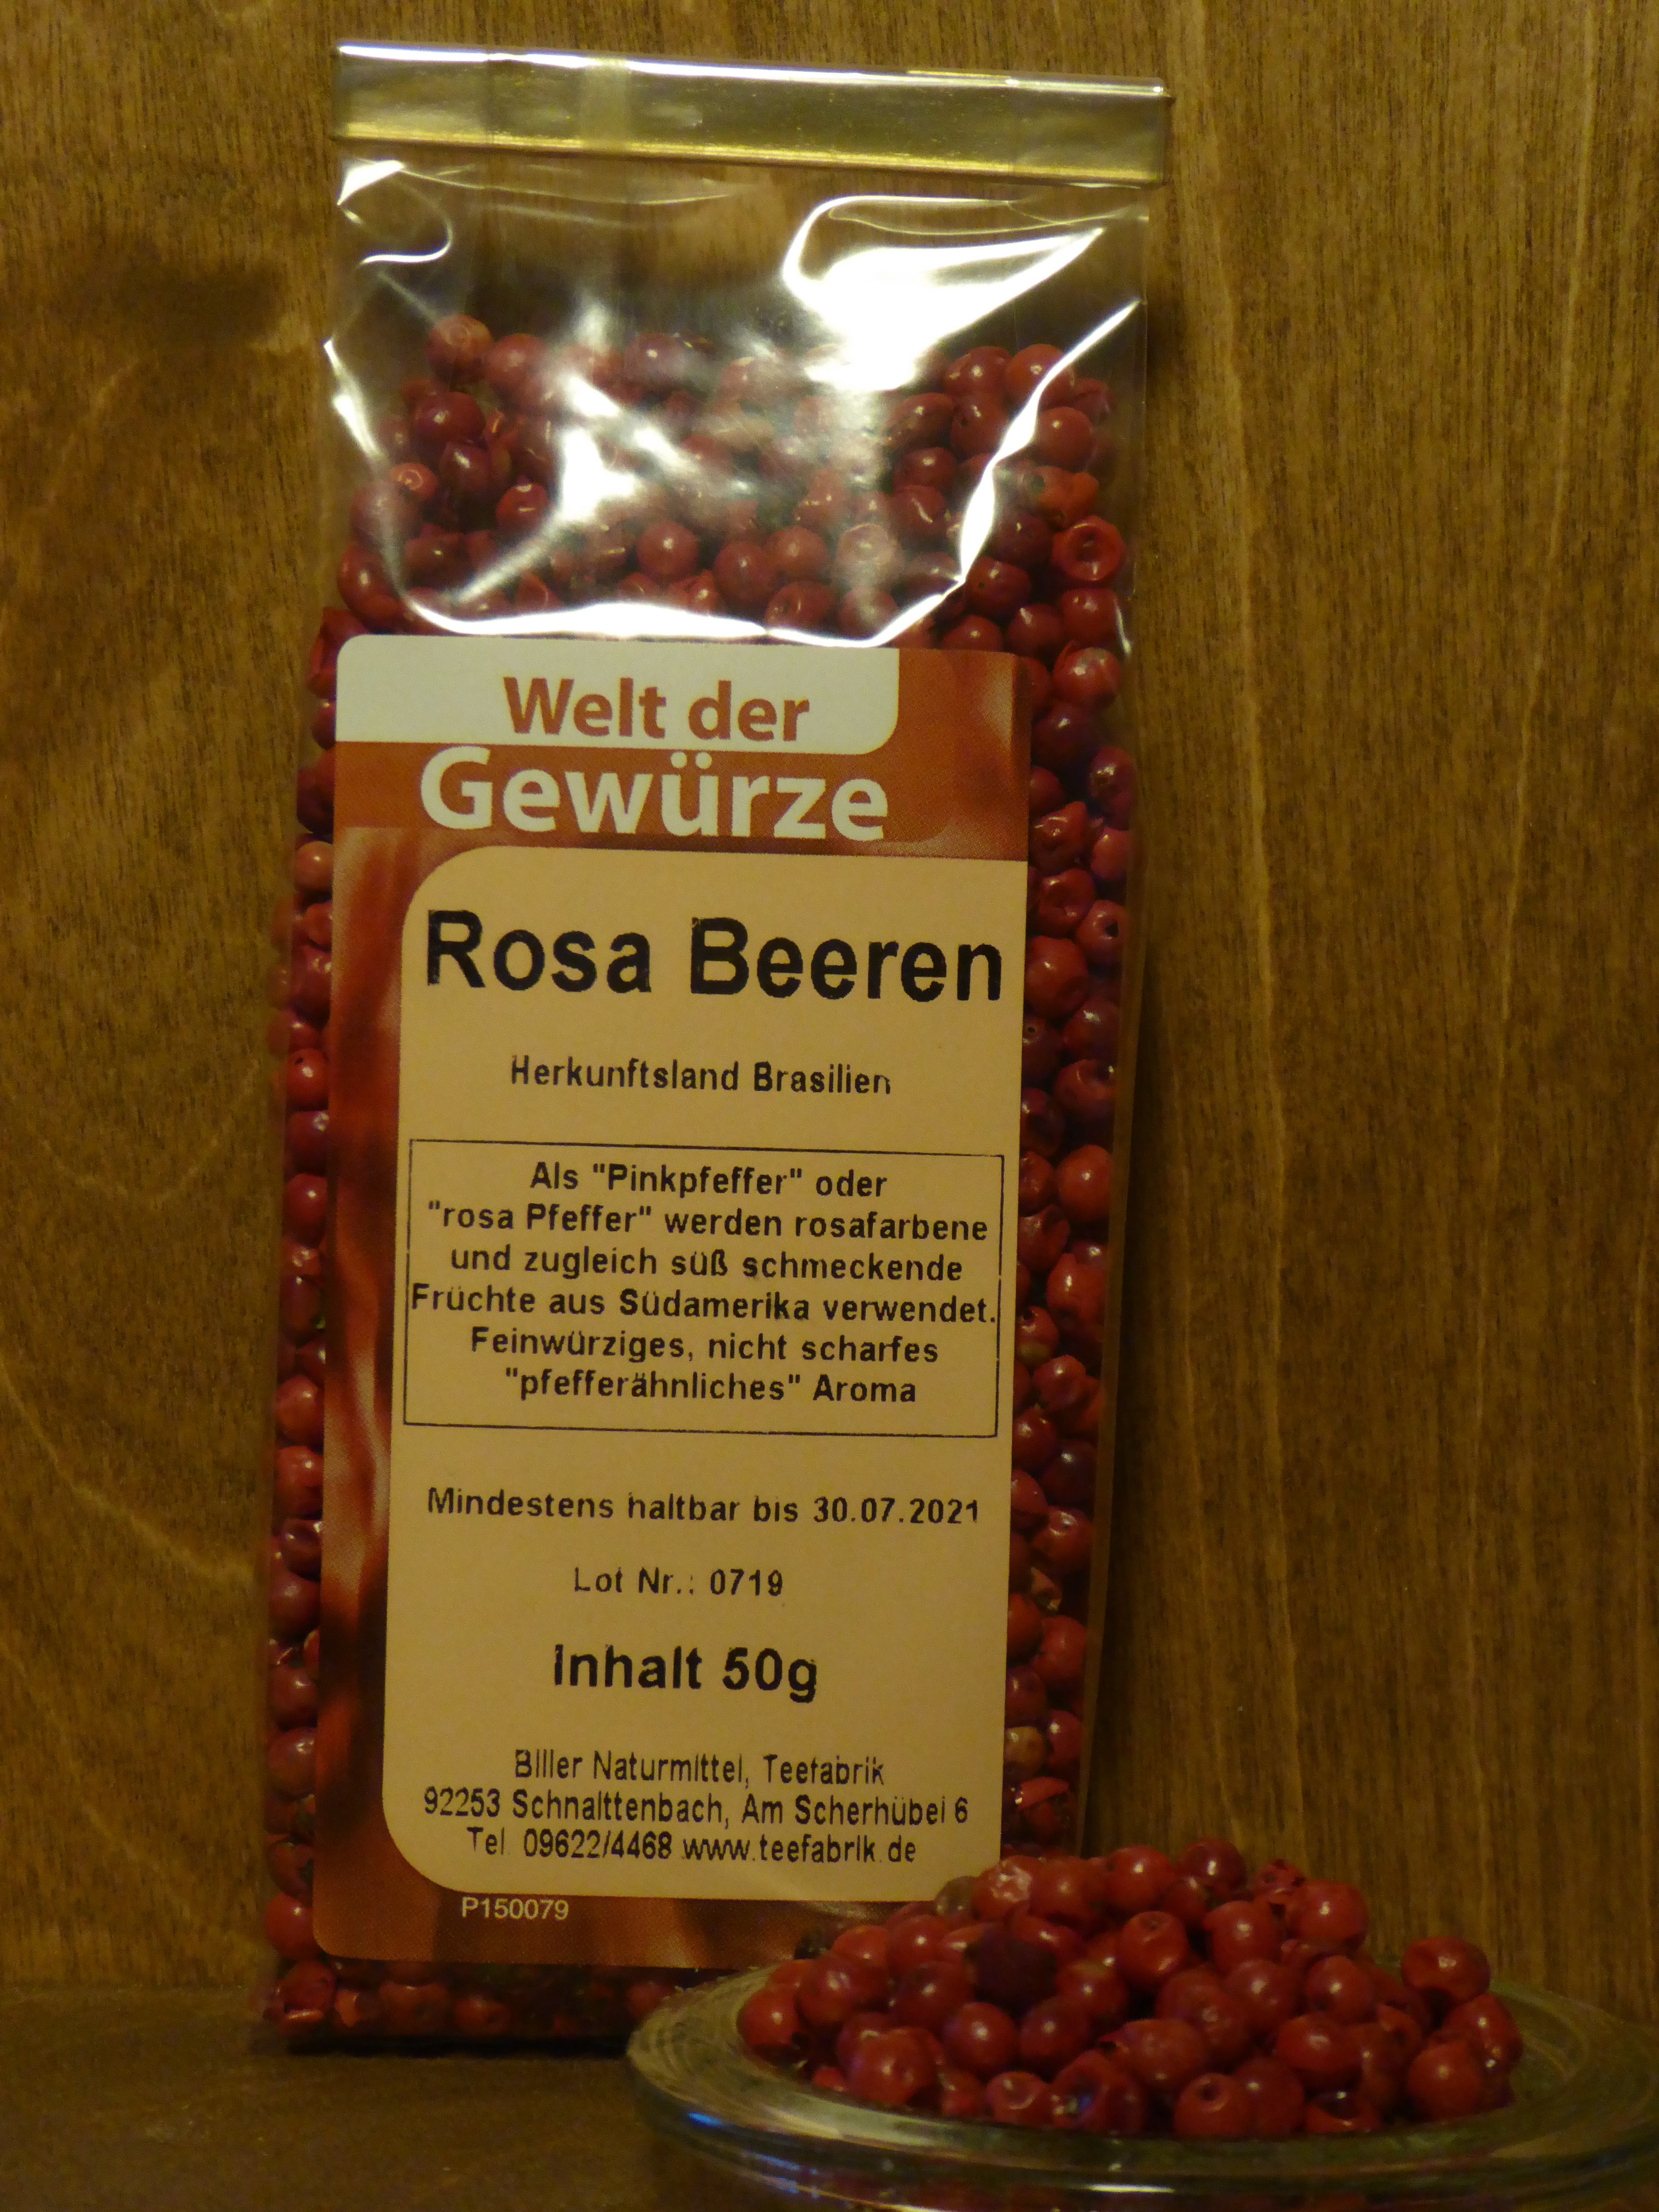 Welt der
Gewürze
Rosa Beeren
Herkunftsland Brasilien
Als "Pinkpfeffer" oder
"rosa Pfeffer" werden rosafarbene
und zugleich süß schmeckende
Früchte aus Südamerika verwendet.
Feinwürziges, nicht scharfes
"pfefferähnliches" Aroma
Mindestens haltbar bis 30.07.2021
Lot Nr.: 0719
Inhalt 50g
Biller Naturmittel, Teefabrik
92253 Schnaittenbach, Am Scherhübel 6
Tel 09622/4468 www.teefabrik.de
P150079